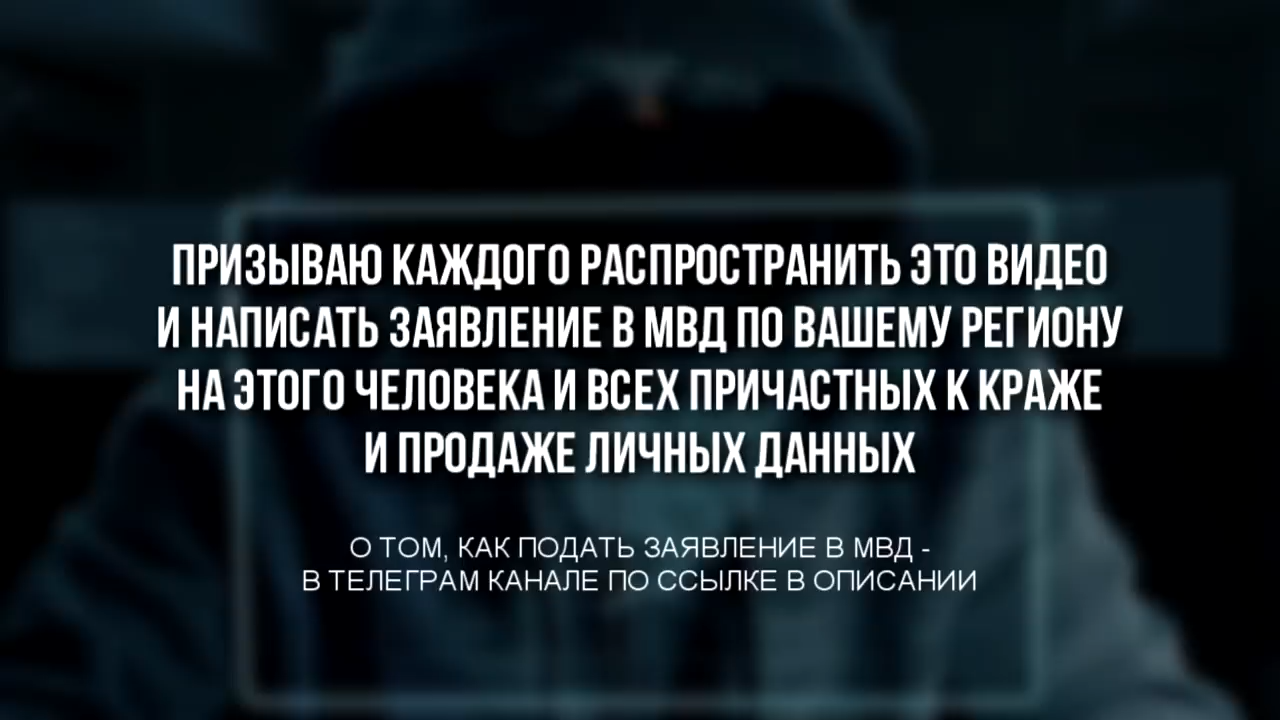 ПРИЗЫВАЮ КАЖДОГО РАСПРОСТРАНИТЬ ЭТО ВИДЕО
И НАПИСАТЬ ЗАЯВЛЕНИЕ В МВД ПО ВАШЕМУ РЕГИОНУ
НА ЭТОГО ЧЕЛОВЕКА И ВСЕХ ПРИЧАСТНЫХ К КРАЖЕ
И ПРОДАЖЕ ЛИЧНЫХ ДАННЫХ
О ТОМ, КАК ПОДАТЬ ЗАЯВЛЕНИЕ В МВД -
В ТЕЛЕГРАМ КАНАЛЕ ПО ССЫЛКЕ В ОПИСАНИИ